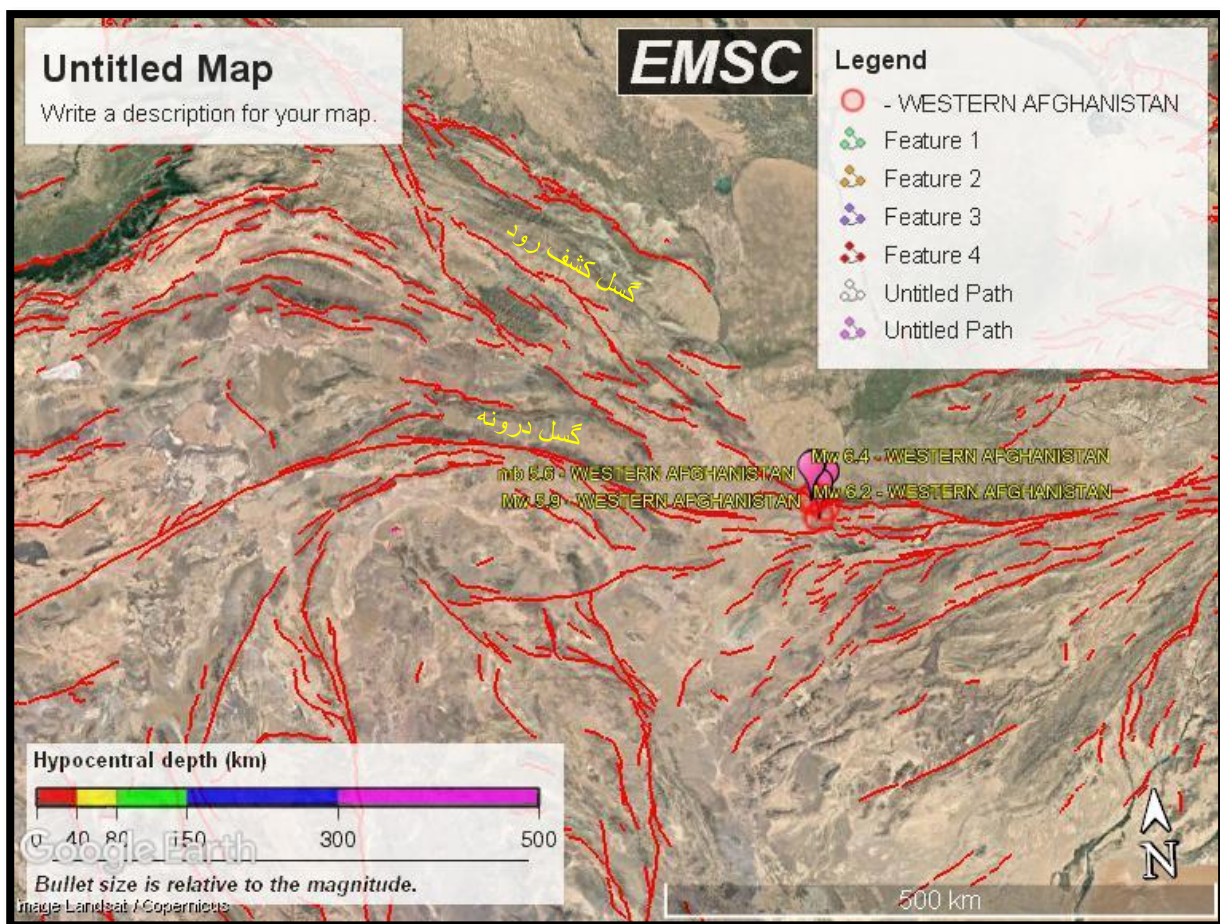 Untitled Map
Write a description for your map.
EMSC
Legend
- WESTERN AFGHANISTAN
Feature 1
Feature 2
Feature 3
Feature 4
Untitled Path
Untitled Path
گسل کشف رود
گسل درونه
Mw 6.4 - WESTERN AFGHANISTAN
mb 5.6 - WESTERN AFGHANISTAN
Mw 6.2 - WESTERN AFGHANISTAN
Mw 5.9 - WESTERN AFGHANISTAN
Hypocentral depth (km)
0 40 80 150 300 500
Google Earth
Bullet size is relative to the magnitude.
Image Landsat / Copernicus
500 km
N